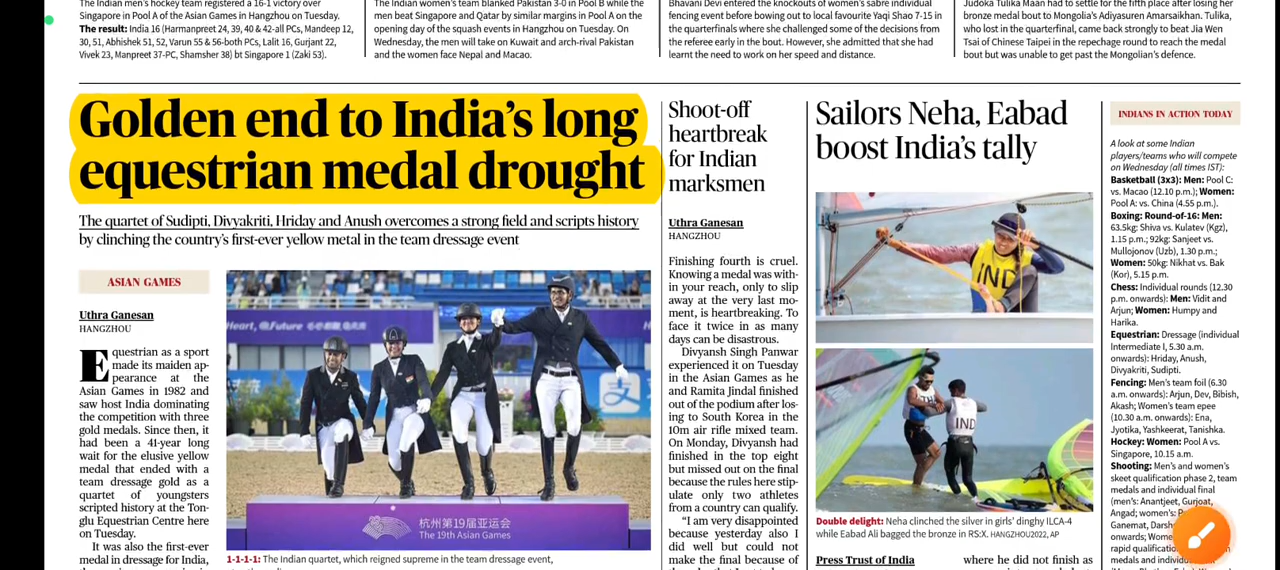 The Indian men's hockey team registered a 16-1 victory over
Singapore in Pool A of the Asian Games in Hangzhou on Tuesday.
The result: India 16 (Harmanpreet 24, 39, 40 & 42-all PCs, Mandeep 12,
30, 51, Abhishek 51, 52, Varun 55 & 56-both PCs, Lalit 16, Gurjant 22,
Vivek 23, Manpreet 37-PC, Shamsher 38) bt Singapore 1 (Zaki 53).
The Indian women's team blanked Pakistan 3-0 in Pool B while the
men beat Singapore and Qatar by similar margins in Pool A on the
opening day of the squash events in Hangzhou on Tuesday. On
Wednesday, the men will take on Kuwait and arch-rival Pakistan
and the women face Nepal and Macao.
Bhavani Devi entered the knockouts of women's sabre individual
fencing event before bowing out to local favourite Yaqi Shao 7-15 in
the quarterfinals where she challenged some of the decisions from
the referee early in the bout. However, she admitted that she had
learnt the need to work on her speed and distance.
Judoka Tulika Maan had to settle for the fifth place after losing her
bronze medal bout to Mongolia's Adiyasuren Amarsaikhan. Tulika,
who lost in the quarterfinal, came back strongly to beat Jia Wen
Tsai of Chinese Taipei in the repechage round to reach the medal
bout but was unable to get past the Mongolian's defence.
Golden end to India's long
equestrian medal drought
The quartet of Sudipti, Divyakriti, Hriday and Anush overcomes a strong field and scripts history
by clinching the country's first-ever yellow metal in the team dressage event
ASIAN GAMES
Uthra Ganesan
HANGZHOU
Equestrian as a sport
made its maiden ap-
pearance at the
Asian Games in 1982 and
saw host India dominating
the competition with three
gold medals. Since then, it
had been a 41-year long
wait for the elusive yellow
medal that ended with a
team dressage gold as a
quartet of youngsters
scripted history at the Ton-
glu Equestrian Centre here
on Tuesday.
It was also the first-ever
medal in dressage for India,
Heart, @Future
杭州第19届亚运会
The 19th Asian Games
1-1-1-1: The Indian quartet, which reigned supreme in the team dressage event,
Shoot-off
heartbreak
for Indian
marksmen
Uthra Ganesan
HANGZHOU
Finishing fourth is cruel.
Knowing a medal was with-
in your reach, only to slip
away at the very last mo-
ment, is heartbreaking. To
face it twice in as many
days can be disastrous.
Divyansh Singh Panwar
experienced it on Tuesday
in the Asian Games as he
and Ramita Jindal finished
out of the podium after los-
ing to South Korea in the
10m air rifle mixed team.
On Monday, Divyansh had
finished in the top eight
but missed out on the final
because the rules here stip-
ulate only two athletes
from a country can qualify.
"I am very disappointed
because yesterday also I
did well but could not
make the final because of
Sailors Neha, Eabad
boost India's tally
IND
IND
Double delight: Neha clinched the silver in girls' dinghy ILCA-4
while Eabad Ali bagged the bronze in RS:X. HANGZHOU2022, AP
Press Trust of India
where he did not finish as
INDIANS IN ACTION TODAY
A look at some Indian
players/teams who will compete
on Wednesday (all times IST):
Basketball (3x3): Men: Pool C:
vs. Macao (12.10 p.m.); Women:
Pool A: vs. China (4.55 p.m.).
Boxing: Round-of-16: Men:
63.5kg: Shiva vs. Kulatev (Kgz),
1.15 p.m.; 92kg: Sanjeet vs.
Mullojonov (Uzb), 1.30 p.m.;
Women: 50kg: Nikhat vs. Bak
(Kor), 5.15 p.m.
Chess: Individual rounds (12.30
p.m. onwards): Men: Vidit and
Arjun; Women: Humpy and
Harika.
Equestrian: Dressage (individual
Intermediate I, 5.30 a.m.
onwards): Hriday, Anush,
Divyakriti, Sudipti.
Fencing: Men's team foil (6.30
a.m. onwards): Arjun, Dev, Bibish,
Akash; Women's team epee
(10.30 a.m. onwards): Ena,
Jyotika, Yashkeerat, Tanishka.
Hockey: Women: Pool A vs.
Singapore, 10.15 a.m.
Shooting: Men's and women's
skeet qualification phase 2, team
medals and individual final
(men's: Anantjeet, Gurjoat,
Angad; women's:
Ganemat,
onwards;
rapid
medals and